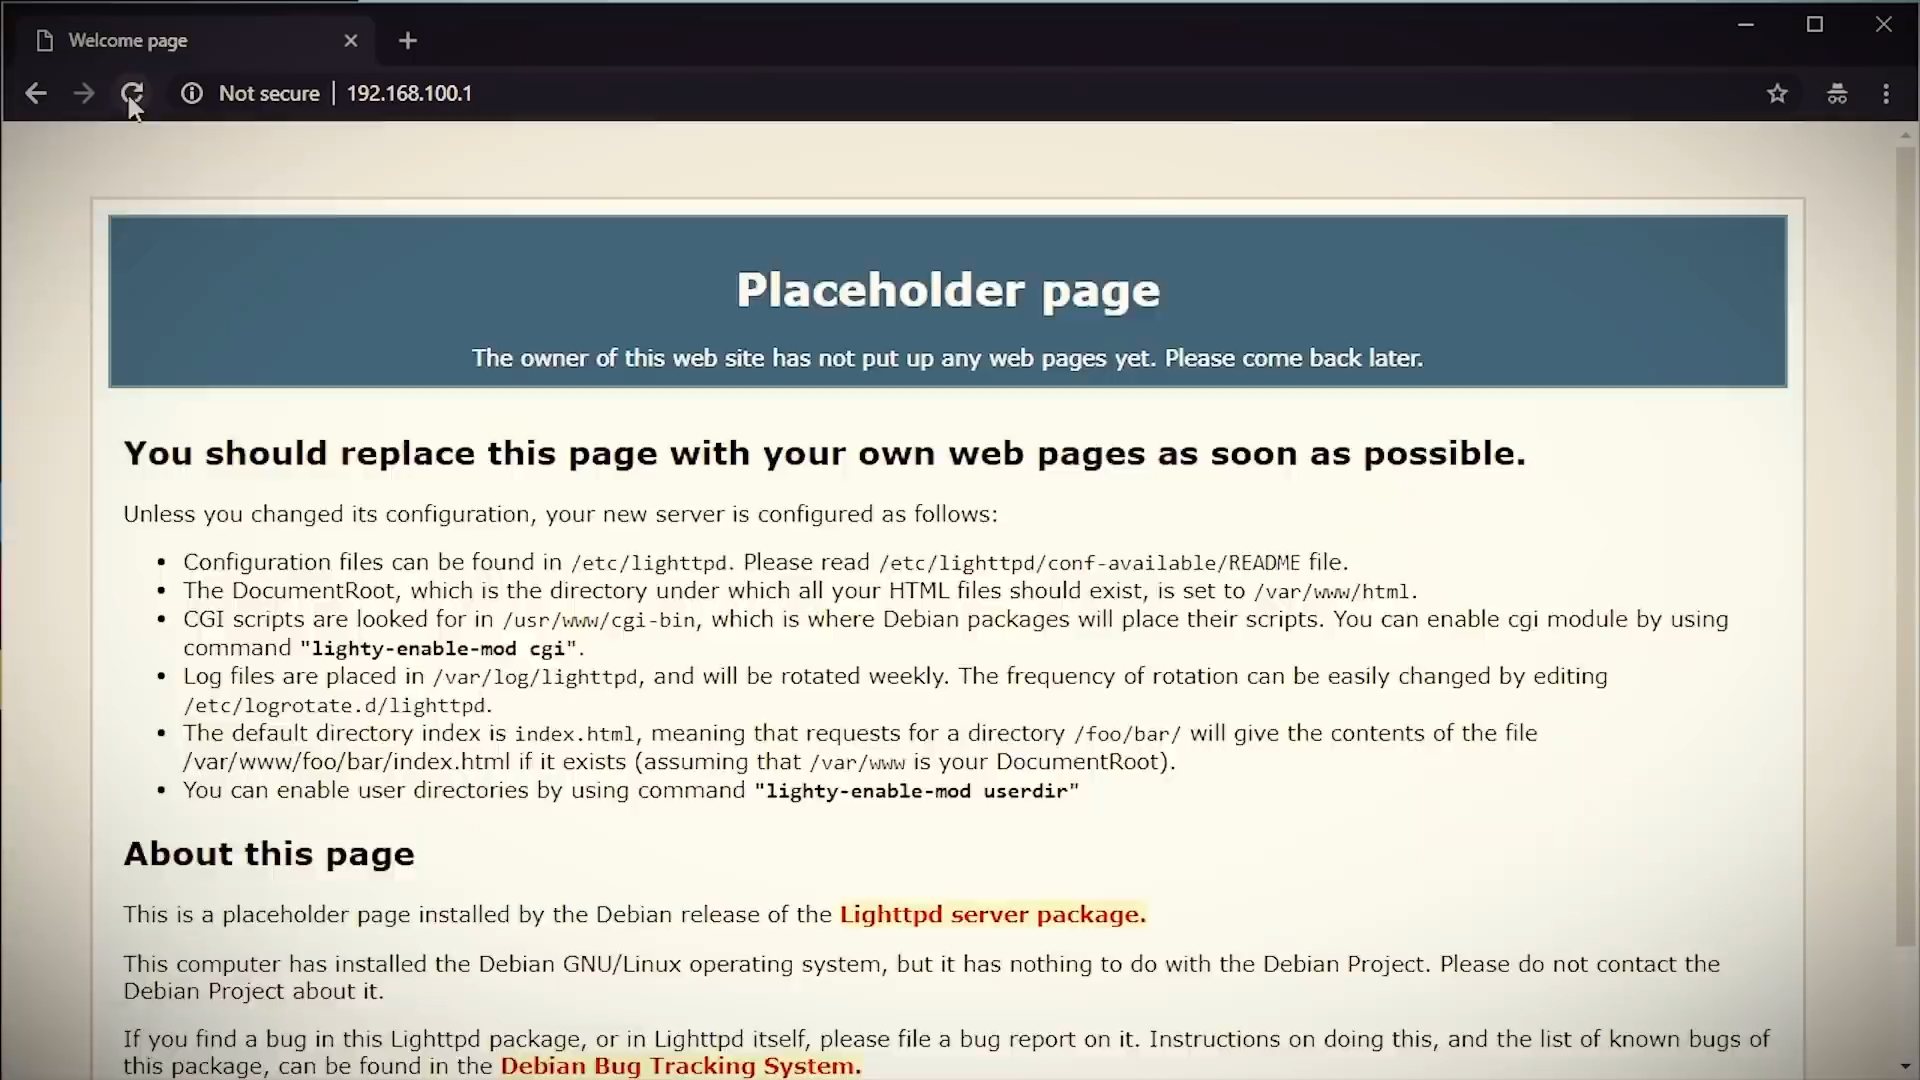 Welcome page
Not secure | 192.168.100.1
Placeholder page
The owner of this web site has not put up any web pages yet. Please come back later.
You should replace this page with your own web pages as soon as possible.
Unless you changed its configuration, your new server is configured as follows:
• Configuration files can be found in /etc/lighttpd. Please read /etc/lighttpd/conf-available/README file.
• The DocumentRoot, which is the directory under which all your HTML files should exist, is set to /var/www/html.
• CGI scripts are looked for in /usr/www/cgi-bin, which is where Debian packages will place their scripts. You can enable cgi module by using
command "lighty-enable-mod cgi".
• Log files are placed in /var/log/lighttpd, and will be rotated weekly. The frequency of rotation can be easily changed by editing
/etc/logrotate.d/lighttpd.
• The default directory index is index.html, meaning that requests for a directory /foo/bar/ will give the contents of the file
/var/www/foo/bar/index.html if it exists (assuming that /var/www is your DocumentRoot).
• You can enable user directories by using command "lighty-enable-mod userdir"
About this page
This is a placeholder page installed by the Debian release of the Lighttpd server package.
This computer has installed the Debian GNU/Linux operating system, but it has nothing to do with the Debian Project. Please do not contact the
Debian Project about it.
If you find a bug in this Lighttpd package, or in Lighttpd itself, please file a bug report on it. Instructions on doing this, and the list of known bugs of
this package, can be found in the Debian Bug Tracking System.